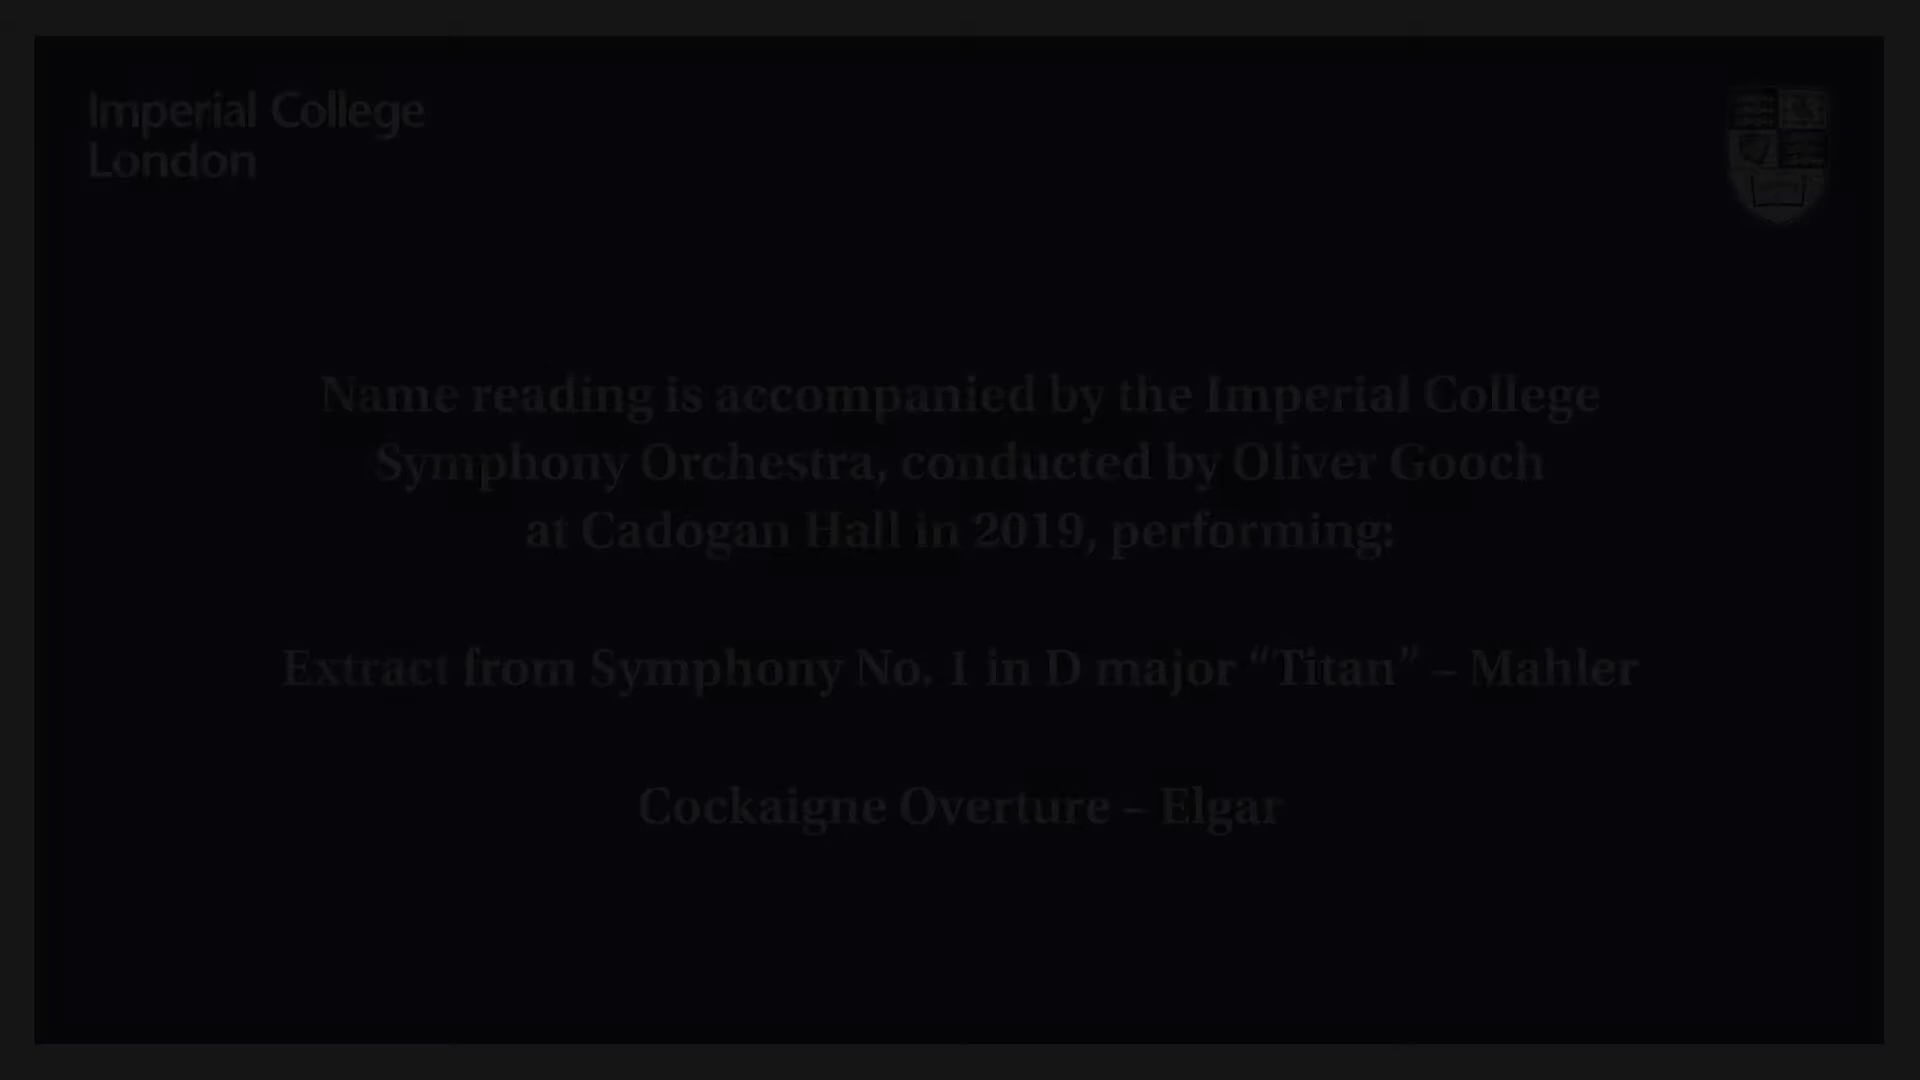 Imperial College
London
Name reading is accompanied by the Imperial College
Symphony Orchestra, conducted by Oliver Gooch
at Cadogan Hall in 2019, performing:
Extract from Symphony No. 1 in D major “Titan” – Mahler
Cockaigne Overture – Elgar